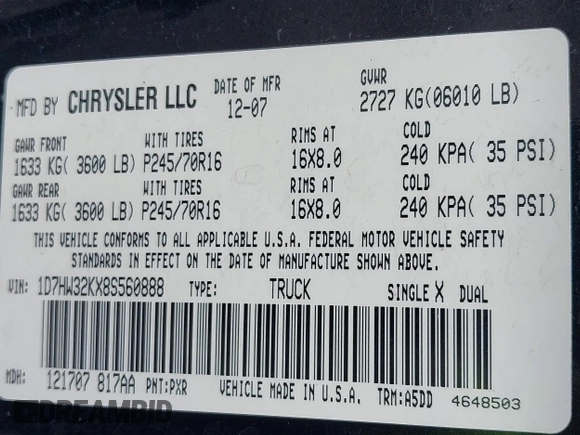 MFD BY CHRYSLER LLC DATE OF MFR 12-07 GVWR 2727 KG(06010 LB)
GAWR FRONT WITH TIRES RIMS AT COLD
1633 KG( 3600 LB) P245/70R16 16X8.0 240 KPA( 35 PSI)
GAWR REAR WITH TIRES RIMS AT COLD
1633 KG( 3600 LB) P245/70R16 16X8.0 240 KPA( 35 PSI)
THIS VEHICLE CONFORMS TO ALL APPLICABLE U.S.A. FEDERAL MOTOR VEHICLE SAFETY
STANDARDS IN EFFECT ON THE DATE OF MANUFACTURE SHOWN ABOVE.
VIN: 1D7HW32KX8S560888 TYPE: TRUCK SINGLE X DUAL
MDH: 121707 817AA PNT:PXR VEHICLE MADE IN U.S.A. TRM:A5DD 4648503
DREAMBID